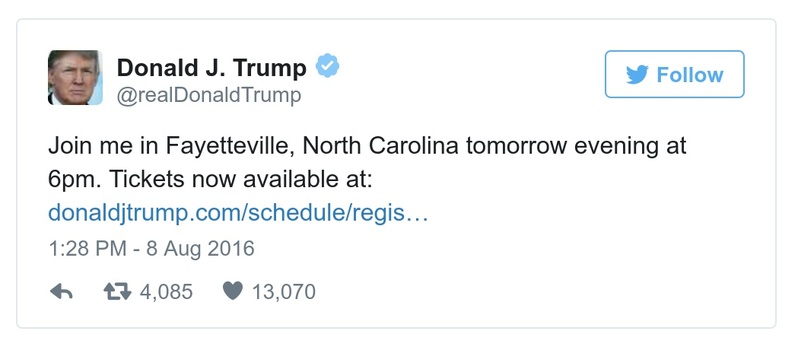 Donald J. Trump
@realDonaldTrump
Follow
Join me in Fayetteville, North Carolina tomorrow evening at
6pm. Tickets now available at:
donaldjtrump.com/schedule/regis…
1:28 PM - 8 Aug 2016
4,085 13,070